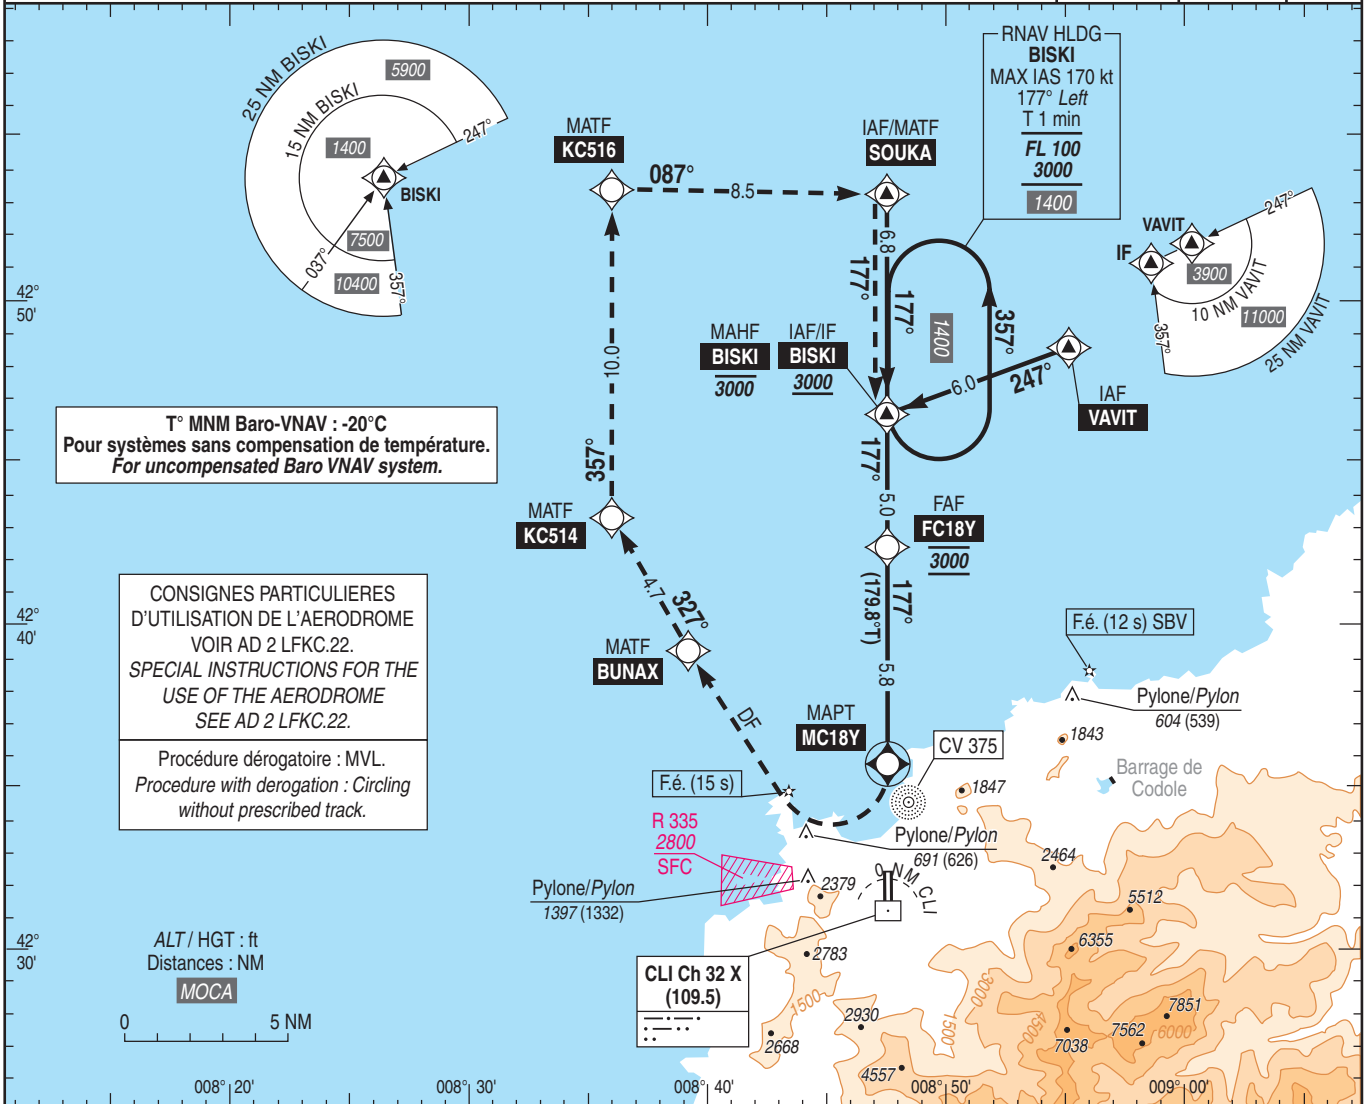 25 NM BISKI
5900
15 NM BISKI
247°
1400
BISKI
7500
037°
10400
357°
MATF
KC516
087°
8.5
IAF/MATF
SOUKA
RNAV HLDG
BISKI
MAX IAS 170 kt
177° Left
T 1 min
FL 100
3000
1400
VAVIT
247°
IF
3900
10 NM VAVIT
11000
357°
25 NM VAVIT
6.8
177°
177°
1400
357°
42°
50'
MAHF
BISKI
3000
IAF/IF
BISKI
3000
6.0
247°
IAF
VAVIT
10.0
357°
T° MNM Baro-VNAV : -20°C
Pour systèmes sans compensation de température.
For uncompensated Baro VNAV system.
177°
5.0
MATF
KC514
FAF
FC18Y
3000
177°
(179.8°T)
5.8
4.7
327°
MATF
BUNAX
CONSIGNES PARTICULIERES
D'UTILISATION DE L'AERODROME
VOIR AD 2 LFKC.22.
SPECIAL INSTRUCTIONS FOR THE
USE OF THE AERODROME
SEE AD 2 LFKC.22.
Procédure dérogatoire : MVL.
Procedure with derogation : Circling
without prescribed track.
42°
40'
F.é. (12 s) SBV
Pylone/Pylon
604 (539)
DF
MAPT
MC18Y
CV 375
1843
Barrage de
Codole
F.é. (15 s)
1847
R 335
2800
SFC
Pylone/Pylon
691 (626)
2464
Pylone/Pylon
1397 (1332)
2379
0 NM CLI
5512
6355
42°
30'
ALT / HGT : ft
Distances : NM
MOCA
0 5 NM
2783
CLI Ch 32 X
(109.5)
1500
3000
1500
4500
7851
7562
6000
7038
2930
2668
4557
008° 20'
008° 30'
008° 40'
008° 50'
009° 00'